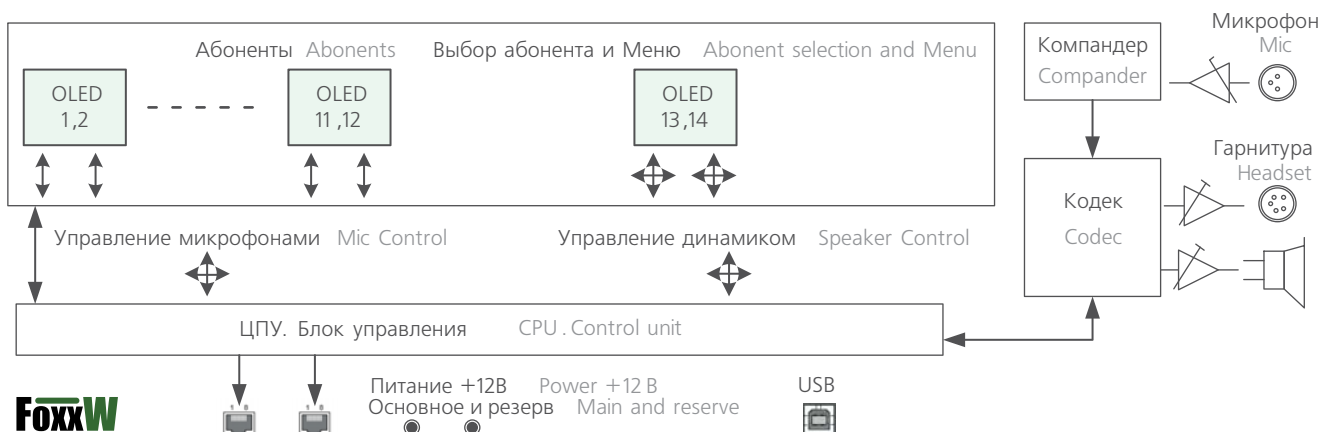 Абоненты Abonents Выбор абонента и Меню Abonent selection and Menu
OLED
1,2
OLED
11 ,12
OLED
13,14
Компандер
Compander
Микрофон
Mic
Гарнитура
Headset
Кодек
Codec
Управление микрофонами Mic Control Управление динамиком Speaker Control
ЦПУ. Блок управления CPU . Control unit
Питание +12В Power +12 В
Основное и резерв Main and reserve
USB
FoxxW